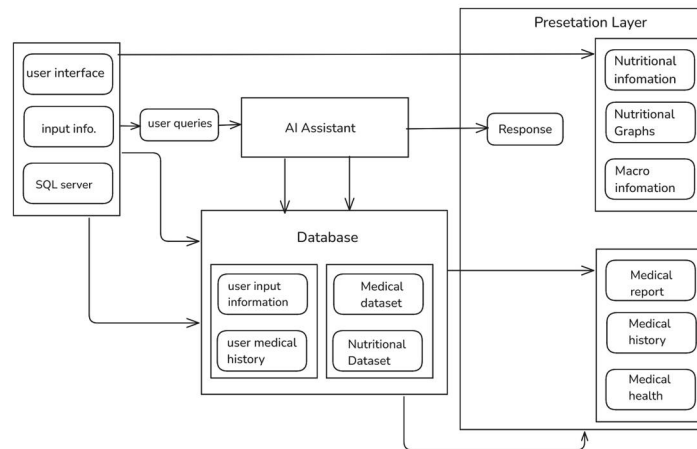 Presetation Layer
user interface
input info.
SQL server
user queries
AI Assistant
Response
Nutritional
infomation
Nutritional
Graphs
Macro
infomation
Database
user input
information
user medical
history
Medical
dataset
Nutritional
Dataset
Medical
report
Medical
history
Medical
health